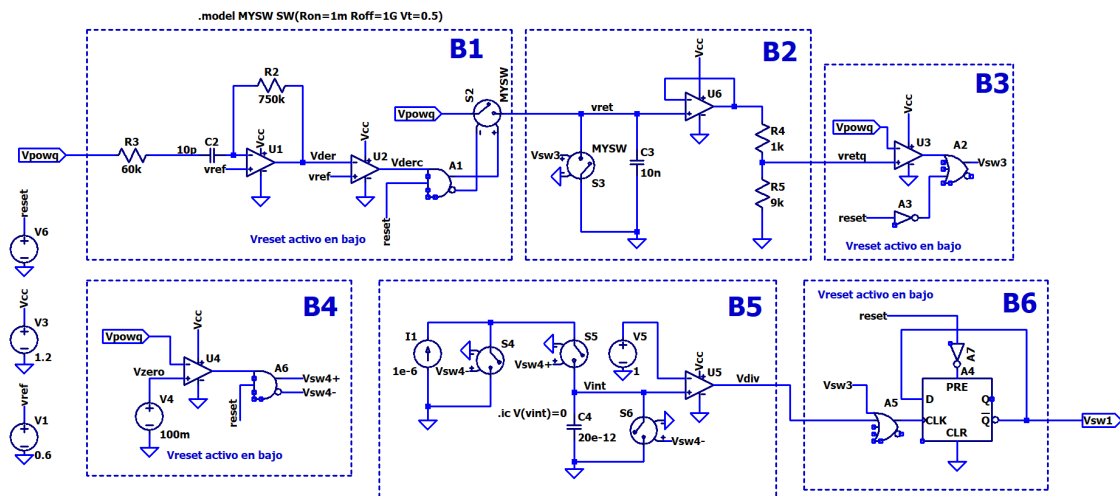 .model MYSW SW(Ron=1m Roff=1G Vt=0.5)
B1
R2
750k
Vpowq
R3
60k
10p
C2
Vcc
U1
vref
Vder
Vcc
U2
vref
Vderc
A1
reset
Vpowq
S2
MYSW
Vreset activo en bajo
B2
vret
Vsw3
MYSW
S3
C3
10n
Vcc
U6
R4
1k
R5
9k
B3
Vpowq
vretq
Vcc
U3
A2
Vsw3
reset
A3
Vreset activo en bajo
reset
V6
Vcc
V3
1.2
vref
V1
0.6
B4
Vpowq
Vcc
U4
Vzero
V4
100m
A6
Vsw4+
Vsw4-
reset
Vreset activo en bajo
B5
I1
1e-6
S4
Vsw4-
S5
Vsw4+
V5
1
Vcc
U5
Vdiv
Vint
.ic V(vint)=0
C4
20e-12
S6
Vsw4-
Vreset activo en bajo
B6
reset
A7
A4
Vsw3
A5
PRE
D
Q
CLK
Q
CLR
Vsw1